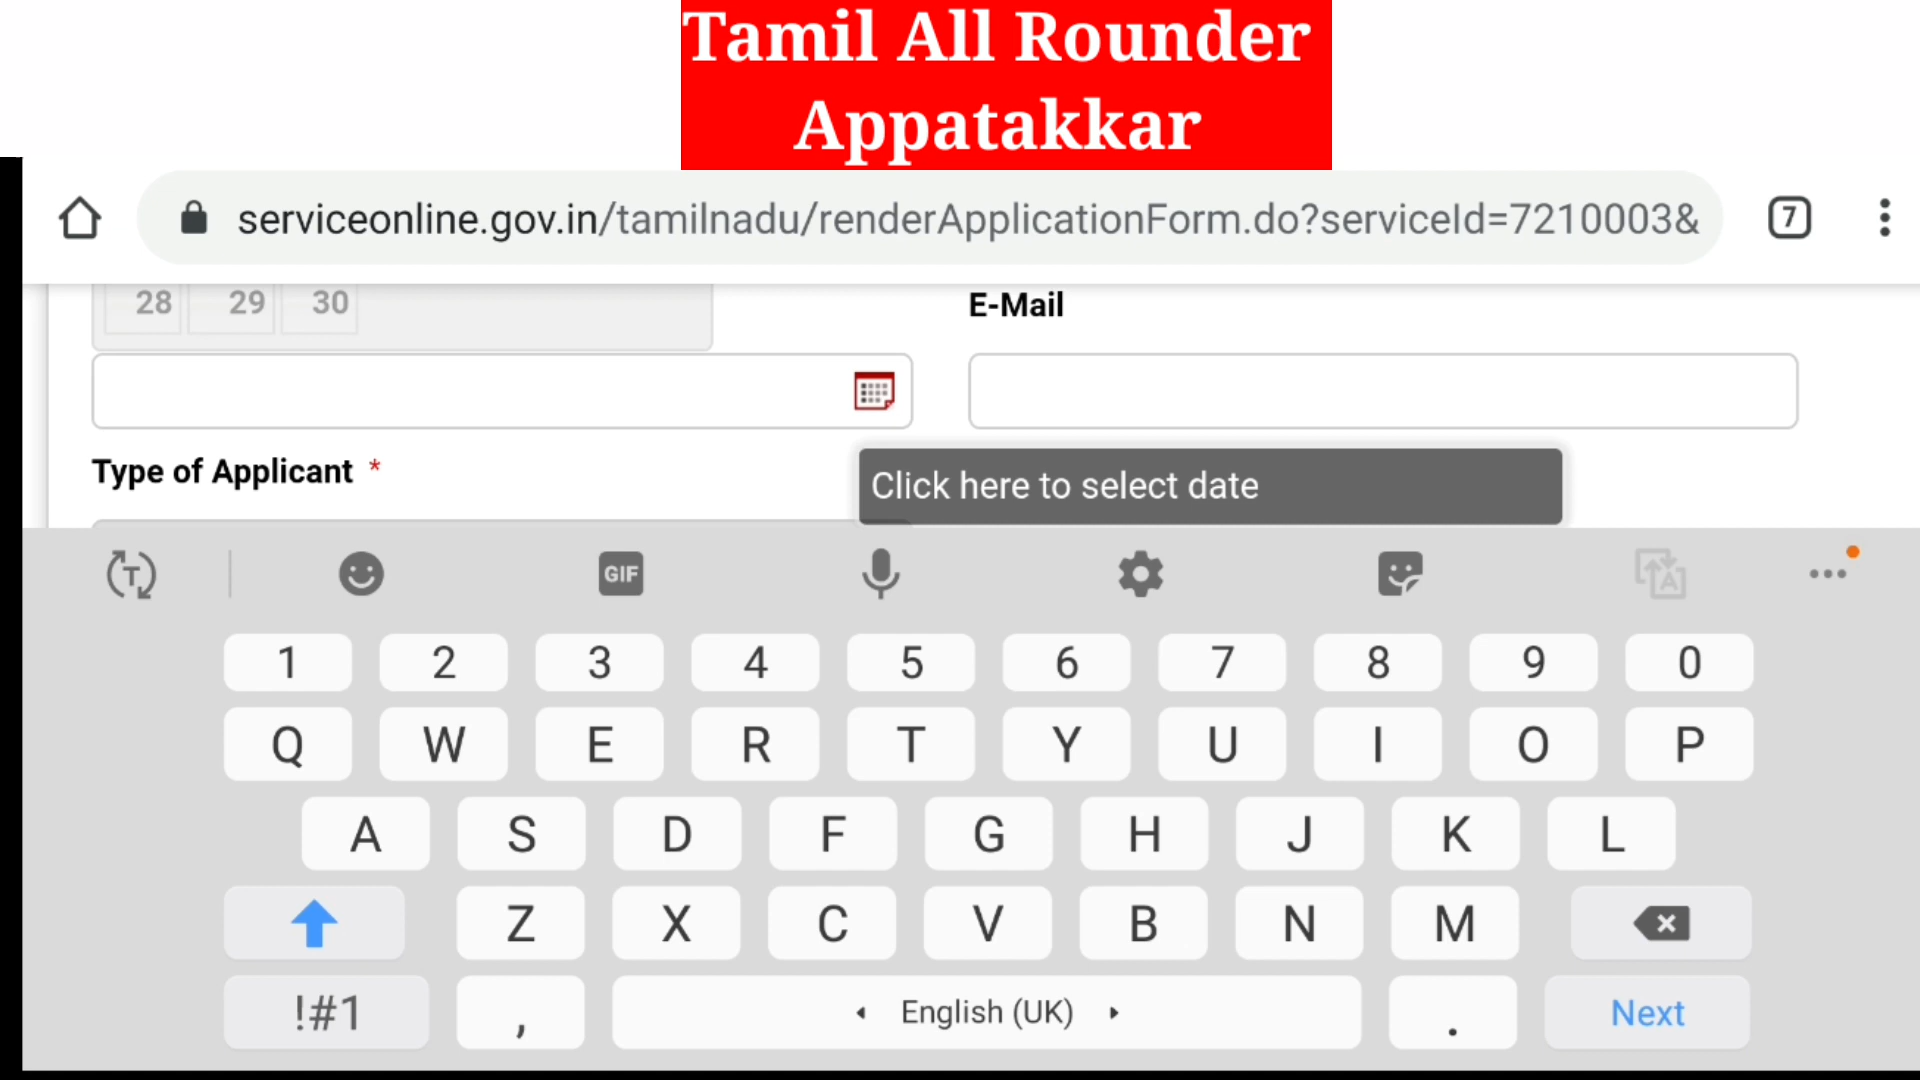 Tamil All Rounder
Appatakkar
serviceonline.gov.in/tamilnadu/renderApplicationForm.do?serviceId=7210003&
7
28 29 30
E-Mail
Type of Applicant *
Click here to select date
T
GIF
A
1 2 3 4 5 6 7 8 9 0
Q W E R T Y U I O P
A S D F G H J K L
Z X C V B N M
!#1 , English (UK) . Next